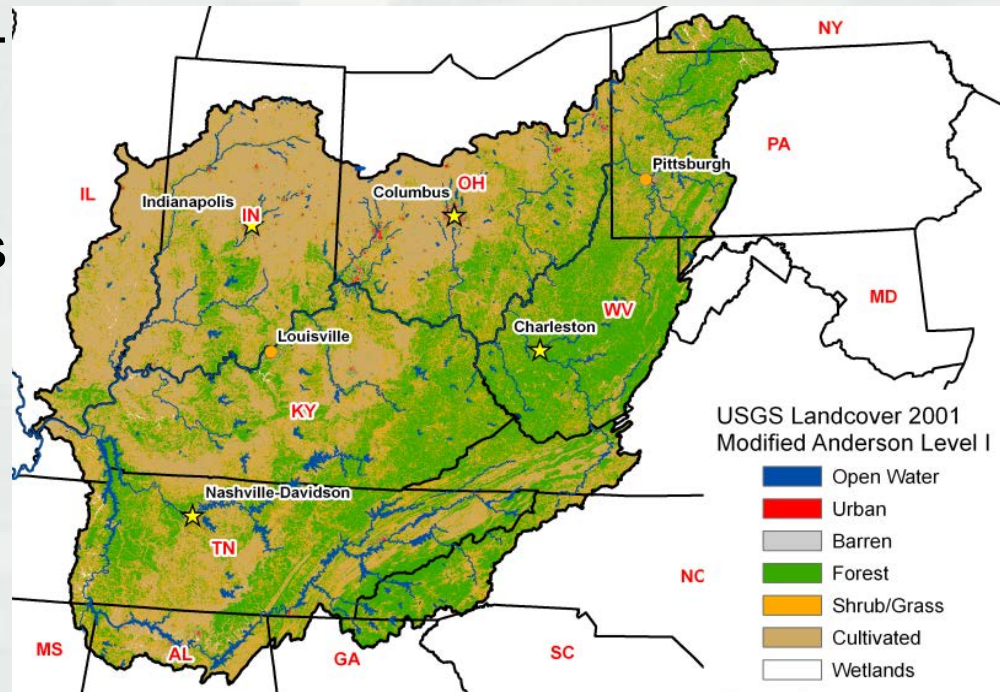 NY
PA
Pittsburgh
OH
Columbus
IL
Indianapolis
IN
MD
WV
Charleston
Louisville
KY
USGS Landcover 2001
Modified Anderson Level I
Open Water
Urban
Barren
Forest
Shrub/Grass
Cultivated
Wetlands
Nashville-Davidson
TN
NC
MS
AL
GA
SC
s